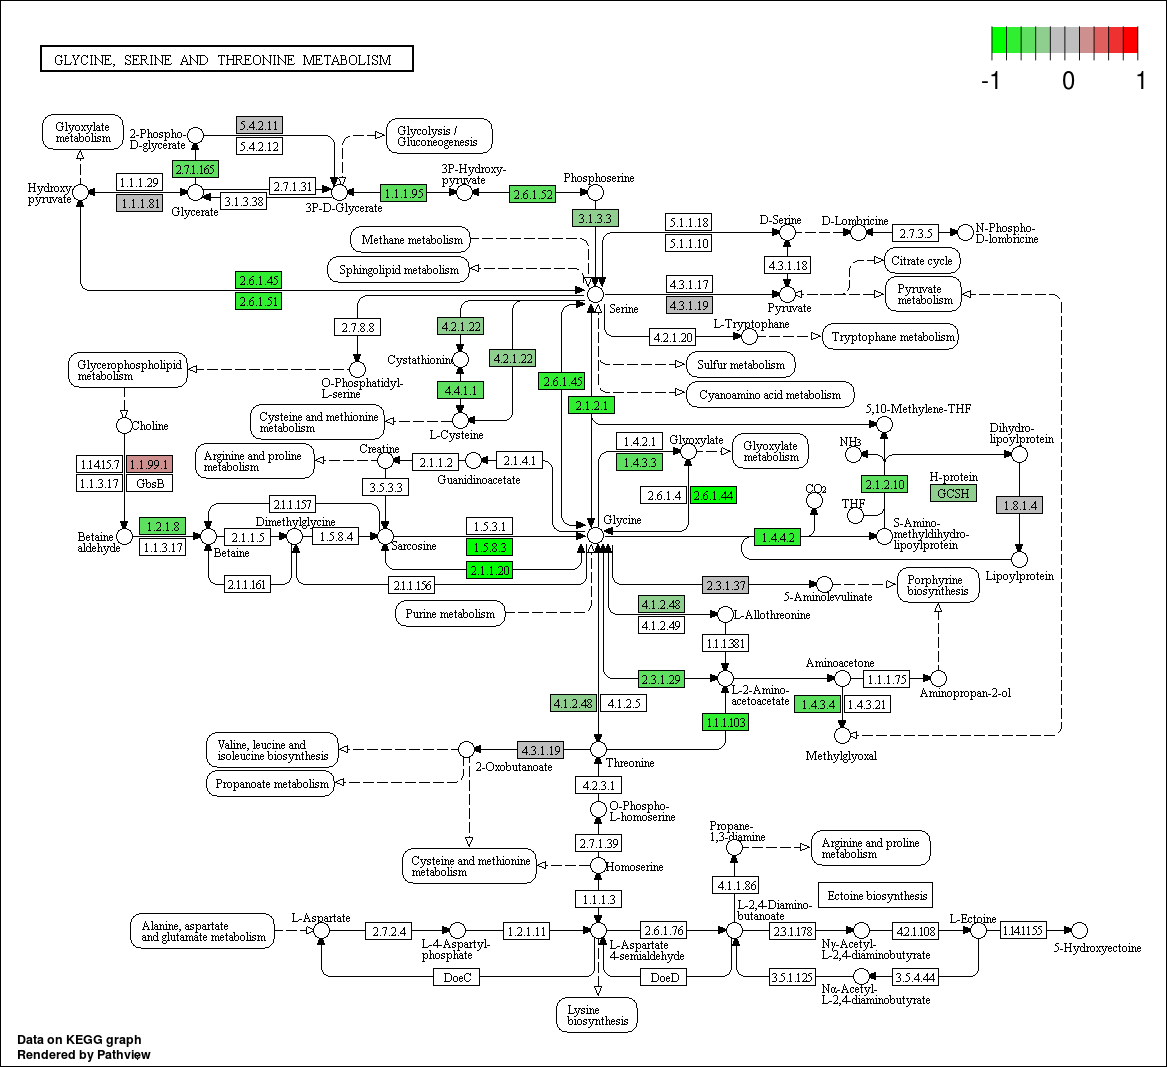 GLYCINE, SERINE AND THREONINE METABOLISM
-1
0
1
Glyoxylate
metabolism
2-Phospho-
D-glycerate
5.4.2.11
5.4.2.12
Glycolysis /
Gluconeogenesis
2.7.1.165
Hydroxy
pyruvate
1.1.1.29
1.1.1.81
Glycerate
2.7.1.31
3.1.3.38
3P-D-Glycerate
1.1.1.95
3P-Hydroxy-
pyruvate
2.6.1.52
Phosphoserine
3.1.3.3
Methane metabolism
Sphingolipid metabolism
5.1.1.18
5.1.1.10
D-Serine
D-Lombricine
2.7.3.5
N-Phospho-
D-lombricine
4.3.1.18
Citrate cycle
Pyruvate
metabolism
2.6.1.45
2.6.1.51
4.3.1.17
4.3.1.19
Serine
Pyruvate
2.7.8.8
4.2.1.22
4.2.1.20
L-Tryptophane
Tryptophane metabolism
Cystathionin
4.2.1.22
Sulfur metabolism
Glycerophospholipid
metabolism
O-Phosphatidyl-
L-serine
4.4.1.1
2.6.1.45
2.1.2.1
Cyanoamino acid metabolism
Cysteine and methionine
metabolism
L-Cysteine
Choline
5,10-Methylene-THF
Dihydro-
lipoylprotein
Arginine and proline
metabolism
Creatine
2.1.1.2
2.1.4.1
Guanidinoacetate
1.4.2.1
1.4.3.3
Glyoxylate
Glyoxylate
metabolism
NH3
1.14.15.7
1.1.99.1
1.1.3.17
GbsB
3.5.3.3
2.6.1.4
2.6.1.44
CO2
2.1.2.10
H-protein
GCSH
THF
1.8.1.4
2.1.1.157
Dimethylglycine
Betaine
aldehyde
1.2.1.8
1.1.3.17
Betaine
2.1.1.5
1.5.8.4
Sarcosine
1.5.3.1
1.5.8.3
Glycine
1.4.4.2
S-Amino-
methyldihydro-
lipoylprotein
2.1.1.20
Lipoylprotein
2.1.1.161
2.1.1.156
2.3.1.37
5-Aminolevulinate
Porphyrine
biosynthesis
Purine metabolism
4.1.2.48
4.1.2.49
L-Allothreonine
1.1.1.381
2.3.1.29
L-2-Amino-
acetoacetate
Aminoacetone
1.1.1.75
Aminopropan-2-ol
4.1.2.48
4.1.2.5
1.4.3.4
1.4.3.21
1.1.1.103
Methylglyoxal
Valine, leucine and
isoleucine biosynthesis
4.3.1.19
2-Oxobutanoate
Threonine
Propanoate metabolism
4.2.3.1
O-Phospho-
L-homoserine
2.7.1.39
Propane-
1,3-diamine
Arginine and proline
metabolism
Cysteine and methionine
metabolism
Homoserine
4.1.1.86
Ectoine biosynthesis
1.1.1.3
Alanine, aspartate
and glutamate metabolism
L-Aspartate
2.7.2.4
L-4-Aspartyl-
phosphate
1.2.1.11
L-Aspartate
4-semialdehyde
2.6.1.76
L-2,4-Diamino-
butanoate
2.3.1.178
Nγ-Acetyl-
L-2,4-diaminobutyrate
4.2.1.108
L-Ectoine
1.14.11.55
5-Hydroxyectoine
DoeC
DoeD
3.5.1.125
Nα-Acetyl-
L-2,4-diaminobutyrate
3.5.4.44
Lysine
biosynthesis
Data on KEGG graph
Rendered by Pathview